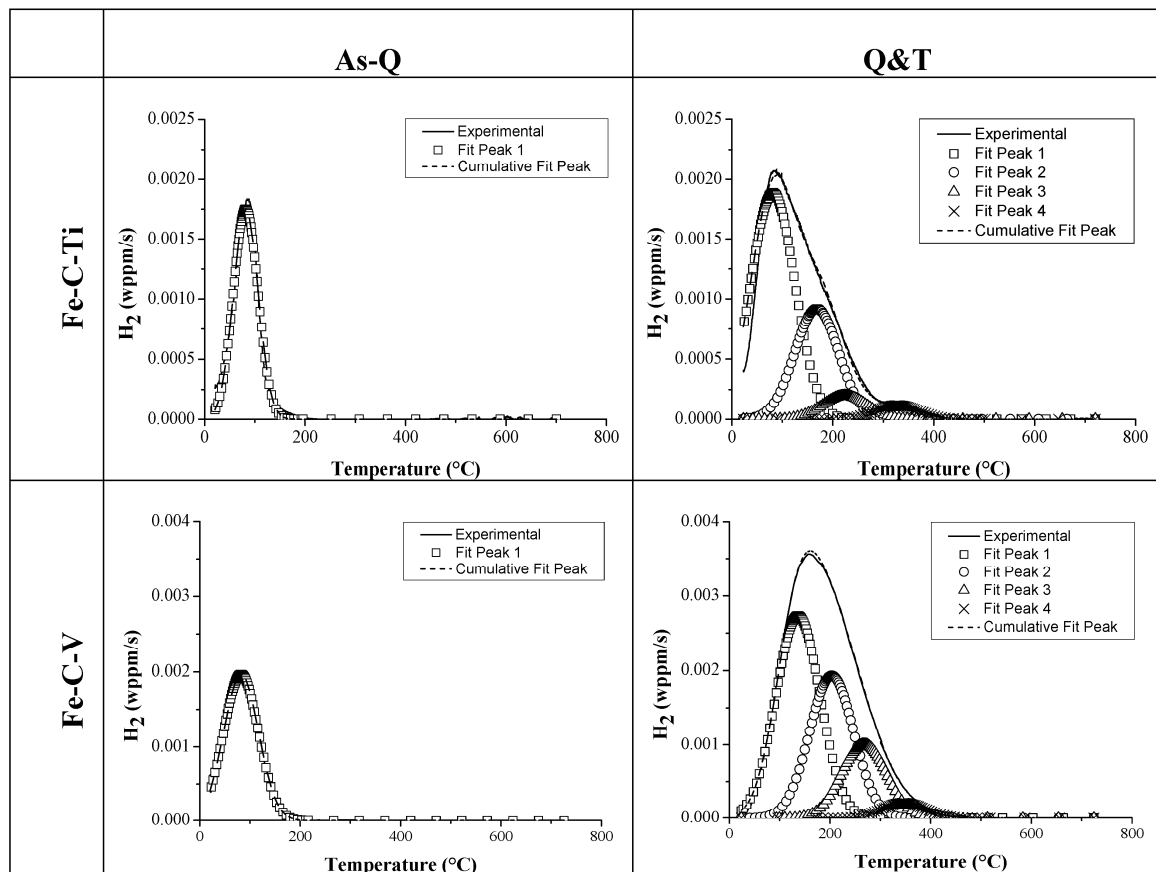 As-Q
Q&T
Fe-C-Ti
0.0025
0.0020
0.0015
0.0010
0.0005
0.0000
H2 (wppm/s)
Experimental
Fit Peak 1
Cumulative Fit Peak
0 200 400 600 800
Temperature (°C)
0.0025
0.0020
0.0015
0.0010
0.0005
0.0000
H2 (wppm/s)
Experimental
Fit Peak 1
Fit Peak 2
Fit Peak 3
Fit Peak 4
Cumulative Fit Peak
0 200 400 600 800
Temperature (°C)
Fe-C-V
0.004
0.003
0.002
0.001
0.000
H2 (wppm/s)
Experimental
Fit Peak 1
Cumulative Fit Peak
0 200 400 600 800
Temperature (°C)
0.004
0.003
0.002
0.001
0.000
H2 (wppm/s)
Experimental
Fit Peak 1
Fit Peak 2
Fit Peak 3
Fit Peak 4
Cumulative Fit Peak
0 200 400 600 800
Temperature (°C)